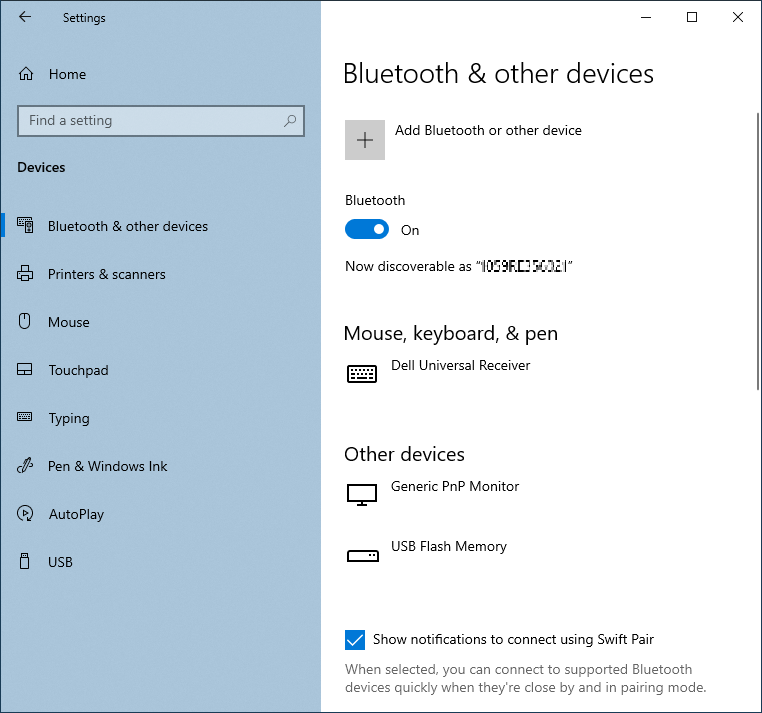 Settings
Home
Find a setting
Devices
Bluetooth & other devices
Printers & scanners
Mouse
Touchpad
Typing
Pen & Windows Ink
AutoPlay
USB
Bluetooth & other devices
Add Bluetooth or other device
Bluetooth
On
Now discoverable as
Mouse, keyboard, & pen
Dell Universal Receiver
Other devices
Generic PnP Monitor
USB Flash Memory
Show notifications to connect using Swift Pair
When selected, you can connect to supported Bluetooth
devices quickly when they're close by and in pairing mode.